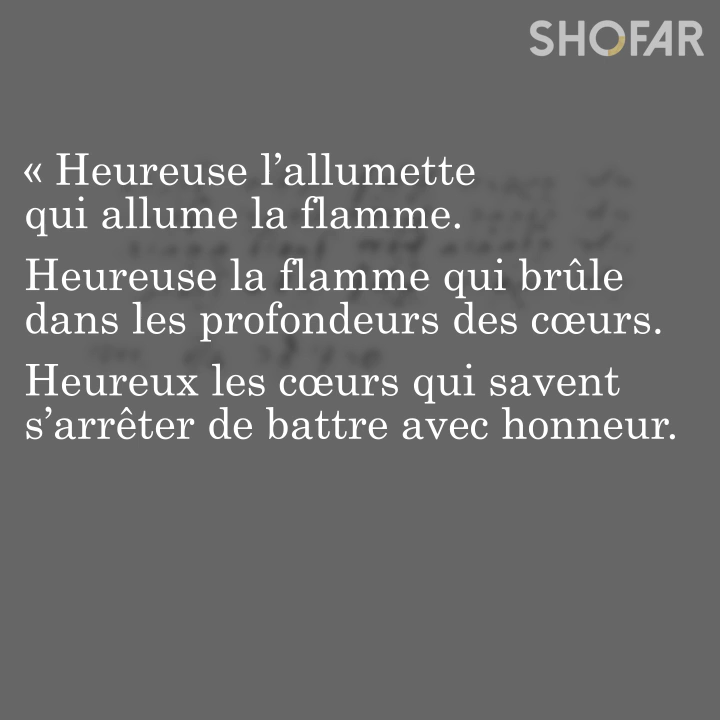 SHOFAR
« Heureuse l’allumette
qui allume la flamme.
Heureuse la flamme qui brûle
dans les profondeurs des cœurs.
Heureux les cœurs qui savent
s’arrêter de battre avec honneur.